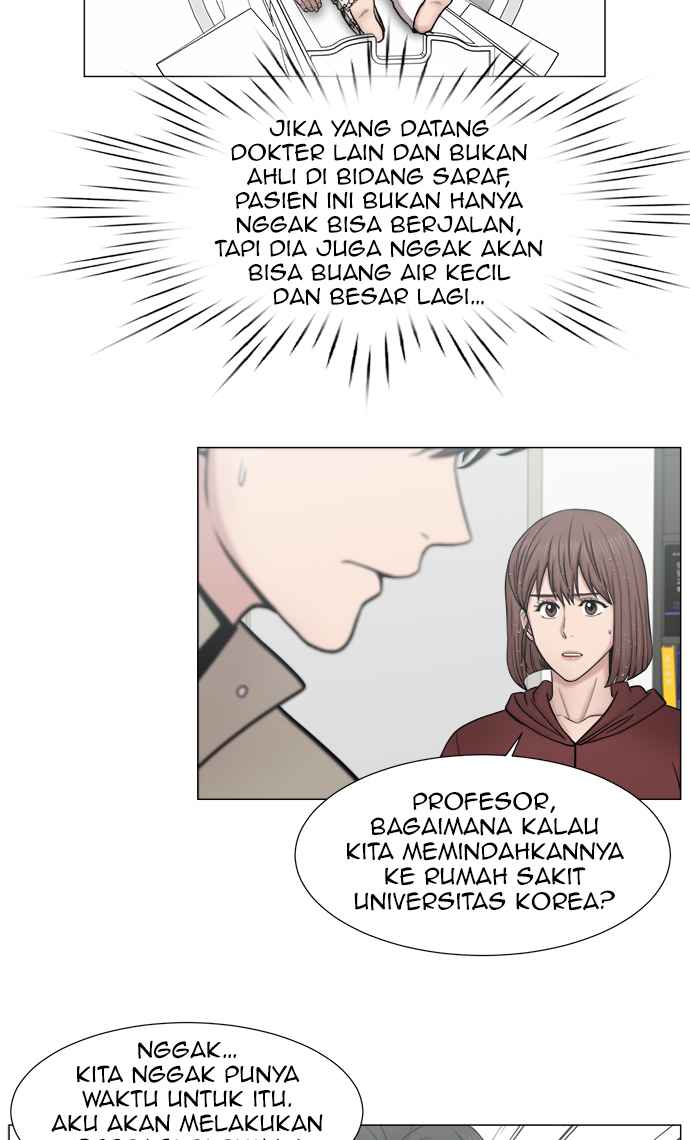 JIKA YANG DATANG
DOKTER LAIN DAN BUKAN
AHLI DI BIDANG SARAF,
PASIEN INI BUKAN HANYA
NGGAK BISA BERJALAN,
TAPI DIA JUGA NGGAK AKAN
BISA BUANG AIR KECIL
DAN BESAR LAGI...
PROFESOR,
BAGAIMANA KALAU
KITA MEMINDAHKANNYA
KE RUMAH SAKIT
UNIVERSITAS KOREA?
NGGAK...
KITA NGGAK PUNYA
WAKTU UNTUK ITU.
AKU AKAN MELAKUKAN